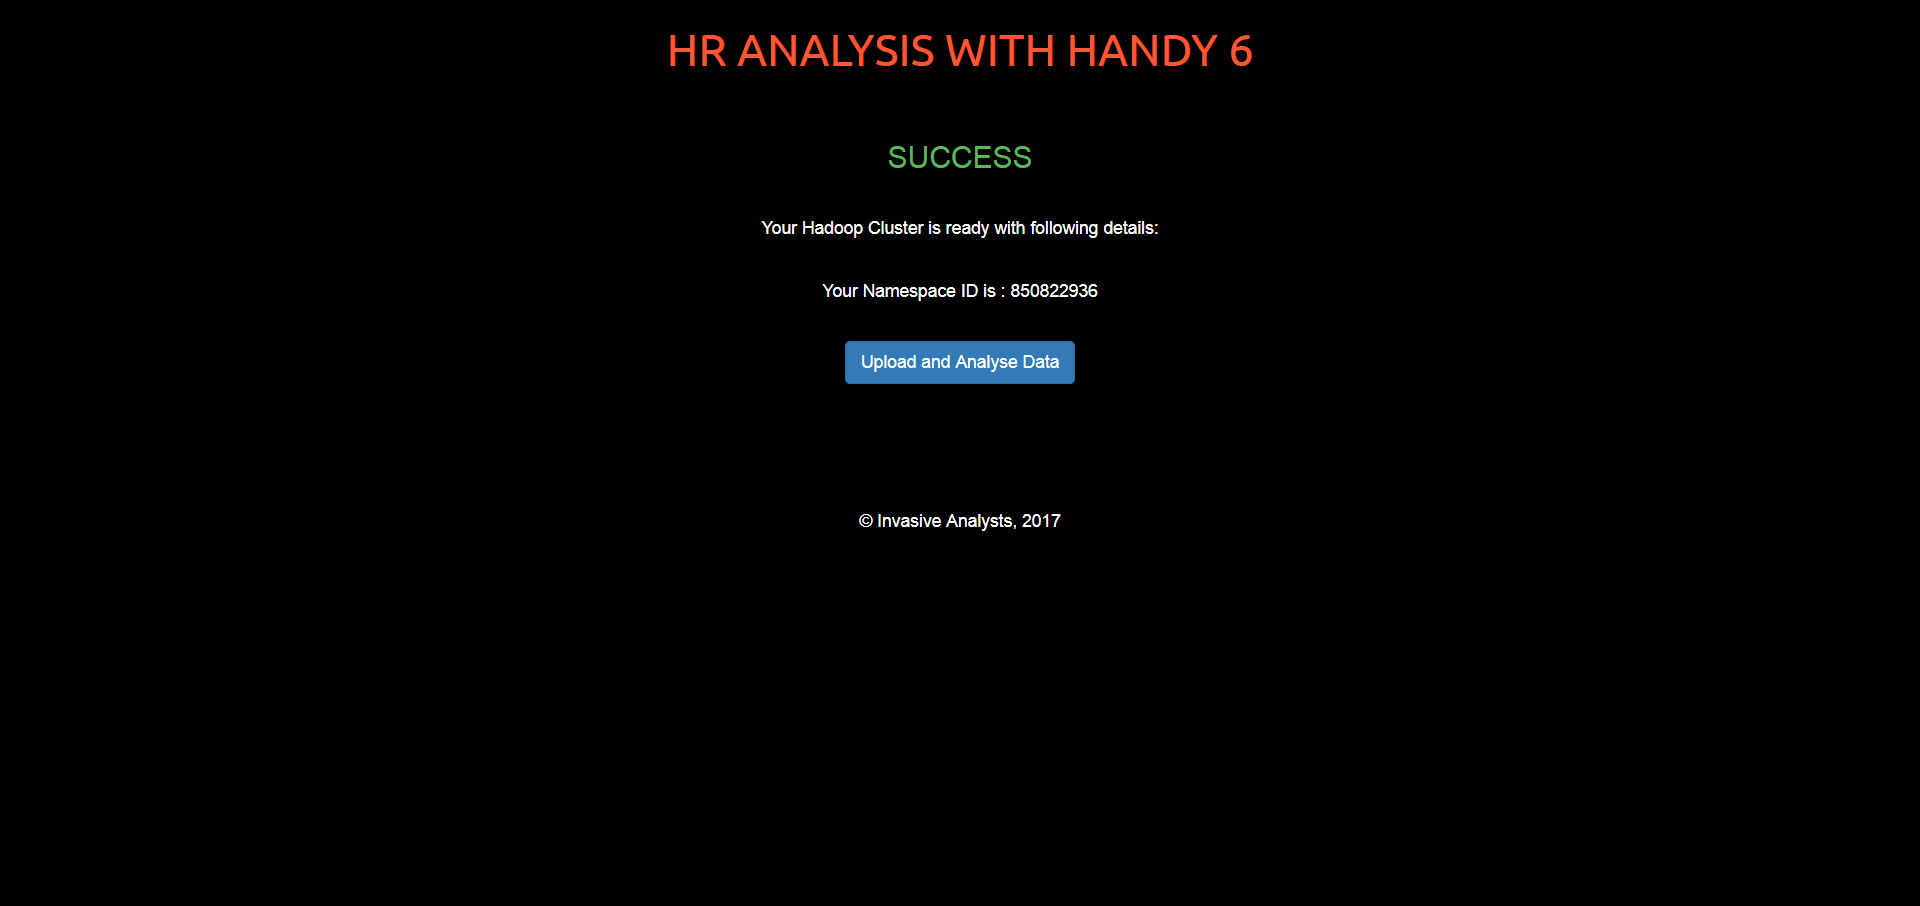 HR ANALYSIS WITH HANDY 6
SUCCESS
Your Hadoop Cluster is ready with following details:
Your Namespace ID is : 850822936
Upload and Analyse Data
© Invasive Analysts, 2017